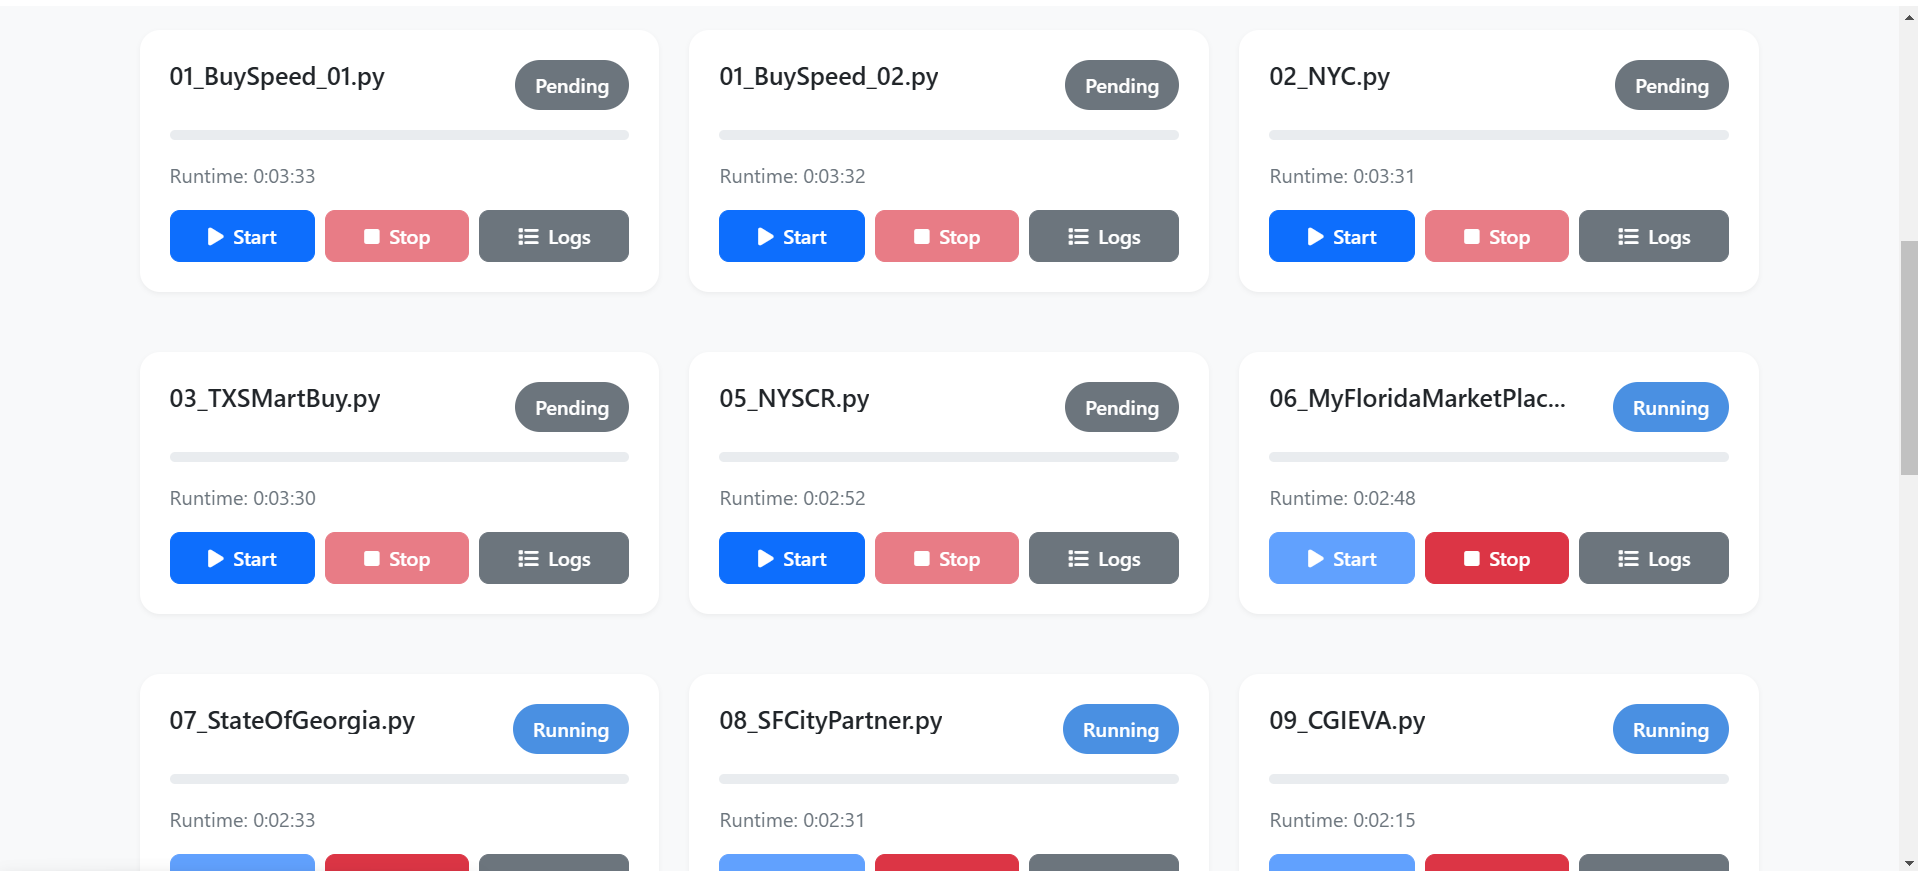 01_BuySpeed_01.py
Pending
Runtime: 0:03:33
Start
Stop
Logs
01_BuySpeed_02.py
Pending
Runtime: 0:03:32
Start
Stop
Logs
02_NYC.py
Pending
Runtime: 0:03:31
Start
Stop
Logs
03_TXSMartBuy.py
Pending
Runtime: 0:03:30
Start
Stop
Logs
05_NYSCR.py
Pending
Runtime: 0:02:52
Start
Stop
Logs
06_MyFloridaMarketPlac...
Running
Runtime: 0:02:48
Start
Stop
Logs
07_StateOfGeorgia.py
Running
Runtime: 0:02:33
08_SFCityPartner.py
Running
Runtime: 0:02:31
09_CGIEVA.py
Running
Runtime: 0:02:15